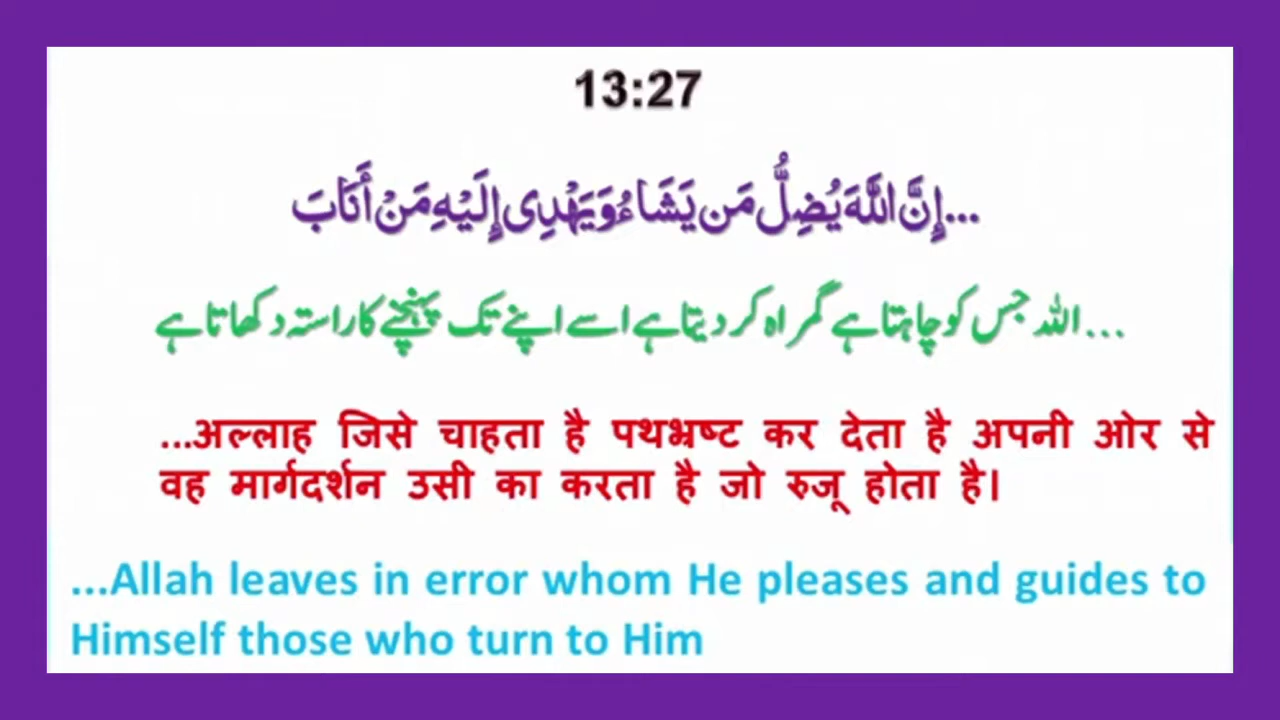 13:27
...إِنَّ اللَّهَ يُضِلُّ مَن يَشَاءُ وَيَهْدِى إِلَيْهِ مَنْ أَنَابَ
...اللہ جس کو چاہتا ہے گمراہ کر دیتا ہے اسے اپنے تک پہنچنے کا راستہ دکھاتا ہے
...अल्लाह जिसे चाहता है पथभ्रष्ट कर देता है अपनी ओर से
वह मार्गदर्शन उसी का करता है जो रुजू होता है।
...Allah leaves in error whom He pleases and guides to
Himself those who turn to Him